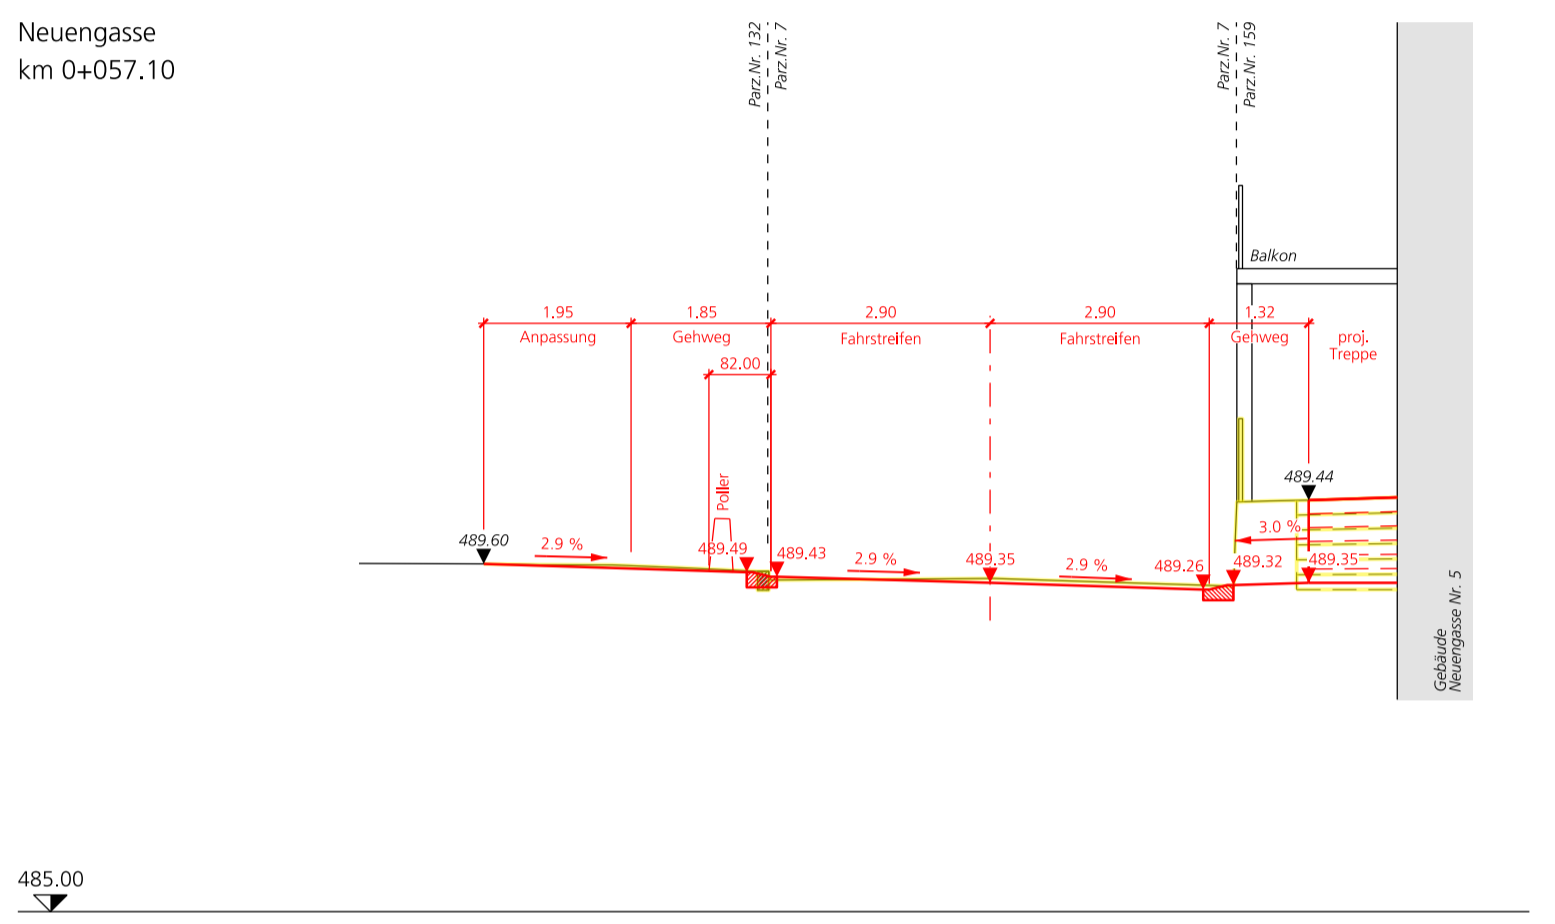 Neuengasse
km 0+057.10
Parz.Nr. 132
Parz.Nr. 7
Parz.Nr. 7
Parz.Nr. 159
Balkon
1.95
1.85
2.90
2.90
1.32
Anpassung
Gehweg
Fahrstreifen
Fahrstreifen
Gehweg
proj.
Treppe
82.00
Poller
489.44
489.60
2.9 %
489.49
489.43
2.9 %
489.35
2.9 %
489.26
489.32
3.0 %
489.35
Gebäude
Neuengasse Nr. 5
485.00